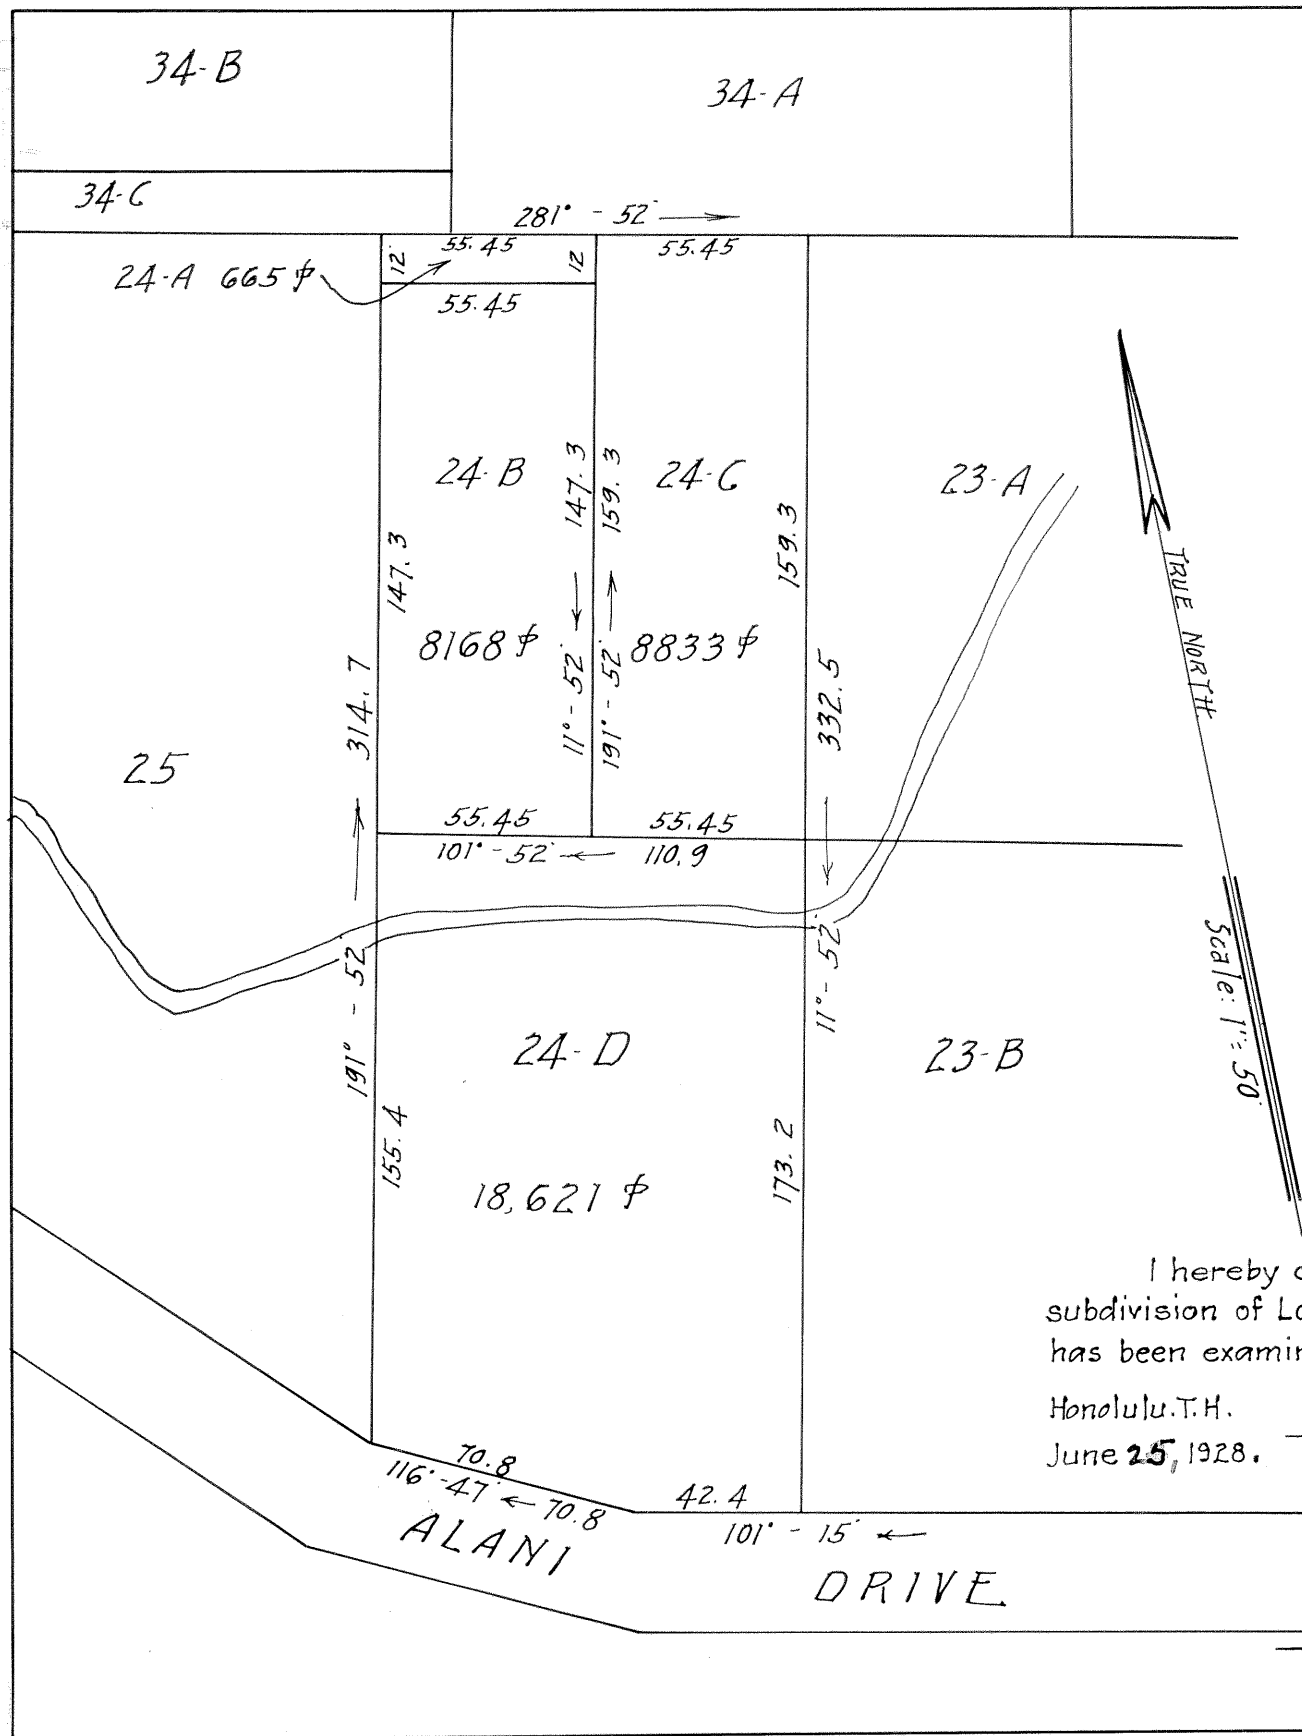 34-B
34-A
34-C
281° - 52'
55.45
55.45
12'
12
24-A 665 ⌗
55.45
24-B
24-C
23-A
147.3
159.3
147.3
159.3
TRUE NORTH
8168 ⌗
8833 ⌗
11° - 52'
191° - 52'
314.7
332.5
25
55.45
55.45
101° - 52'
110.9
191° - 52'
11° - 52'
Scale: 1" = 50'
24-D
23-B
155.4
173.2
18,621 ⌗
I hereby c
subdivision of Lo
has been examin
Honolulu. T.H.
June 25, 1928.
70.8
116° - 47'
70.8
42.4
101° - 15'
ALANI
DRIVE